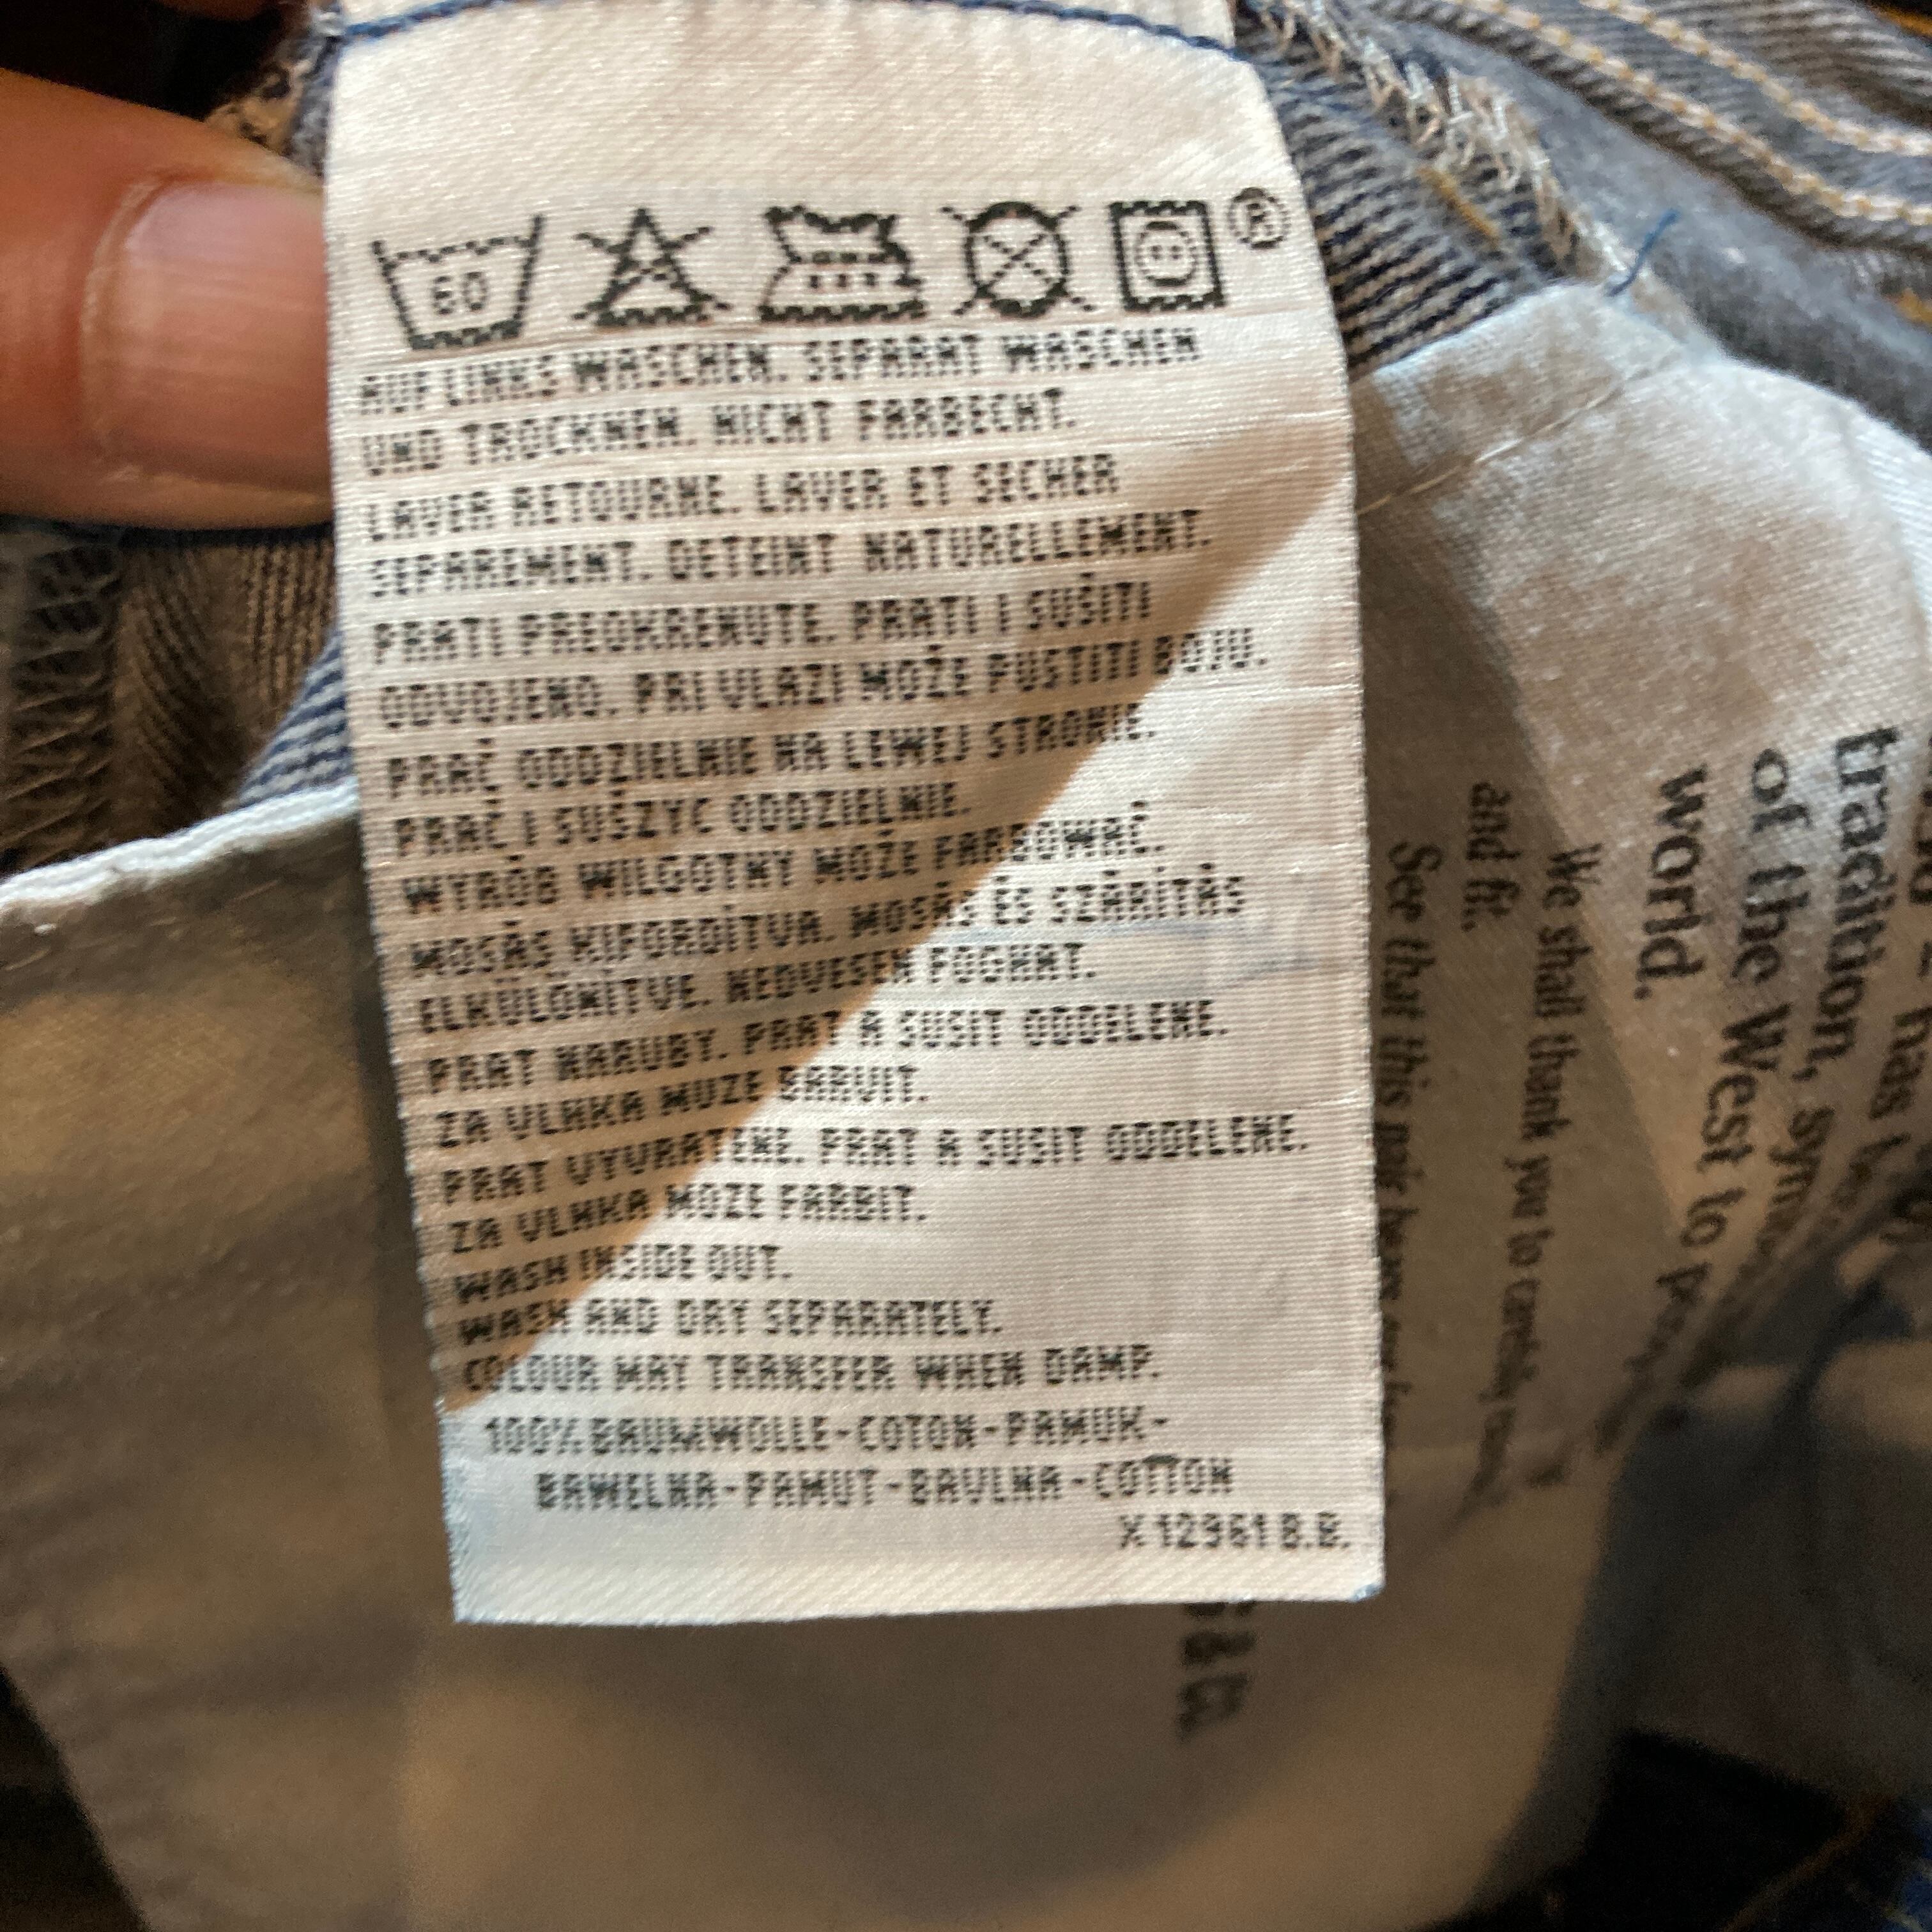 60
®
AUF LINKS WASCHEN. SEPARAT WASCHEN
UND TROCKNEN. NICHT FARBECHT.
LAVER RETOURNE. LAVER ET SECHER
SEPAREMENT. DETEINT NATURELLEMENT.
PRATI PREOKRENUTE. PRATI I SUŠITI
ODVOJENO. PRI VLAZI MOŽE PUSTITI BOJU.
PRAĆ ODDZIELNIE NA LEWEJ STRONIE.
PRAĆ I SUŚZYC ODDZIELNIE.
WYRÓB WILGOTNY MOŻE FARBOWAĆ.
MOSÁS KIFORDÍTVA. MOSÁS ÉS SZÁRÍTÁS
ELKÜLÖNITVE. NEDVESEN FOGHAT.
PRAT NARUBY. PRAT A SUSIT ODDELENE.
ZA VLHKA MUZE BARVIT.
PRAT VYVRATENE. PRAT A SUSIT ODDELENE.
ZA VLHKA MOZE FARBIT.
WASH INSIDE OUT.
WASH AND DRY SEPARATELY.
COLOUR MAY TRANSFER WHEN DAMP.
100% BAUMWOLLE-COTON-PAMUK-
BAWELNA-PAMUT-BAVLNA-COTTON
X 12961 B.B.
has
tradition,
of the West to
world.
We shall thank you to carefully
and fit.
See that this pair